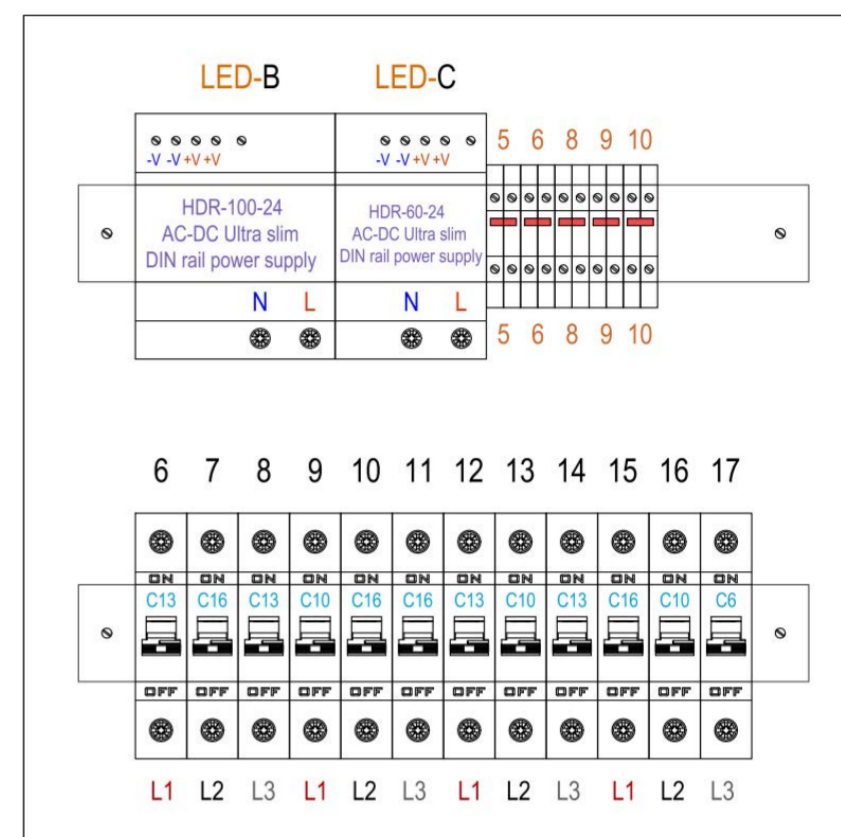 LED-B LED-C
5 6 8 9 10
-V -V +V +V -V -V +V +V
HDR-100-24
AC-DC Ultra slim
DIN rail power supply
HDR-60-24
AC-DC Ultra slim
DIN rail power supply
N L N L
5 6 8 9 10
6 7 8 9 10 11 12 13 14 15 16 17
ON ON ON ON ON ON ON ON ON ON ON ON
C13 C16 C13 C10 C16 C16 C13 C10 C13 C16 C10 C6
OFF OFF OFF OFF OFF OFF OFF OFF OFF OFF OFF OFF
L1 L2 L3 L1 L2 L3 L1 L2 L3 L1 L2 L3